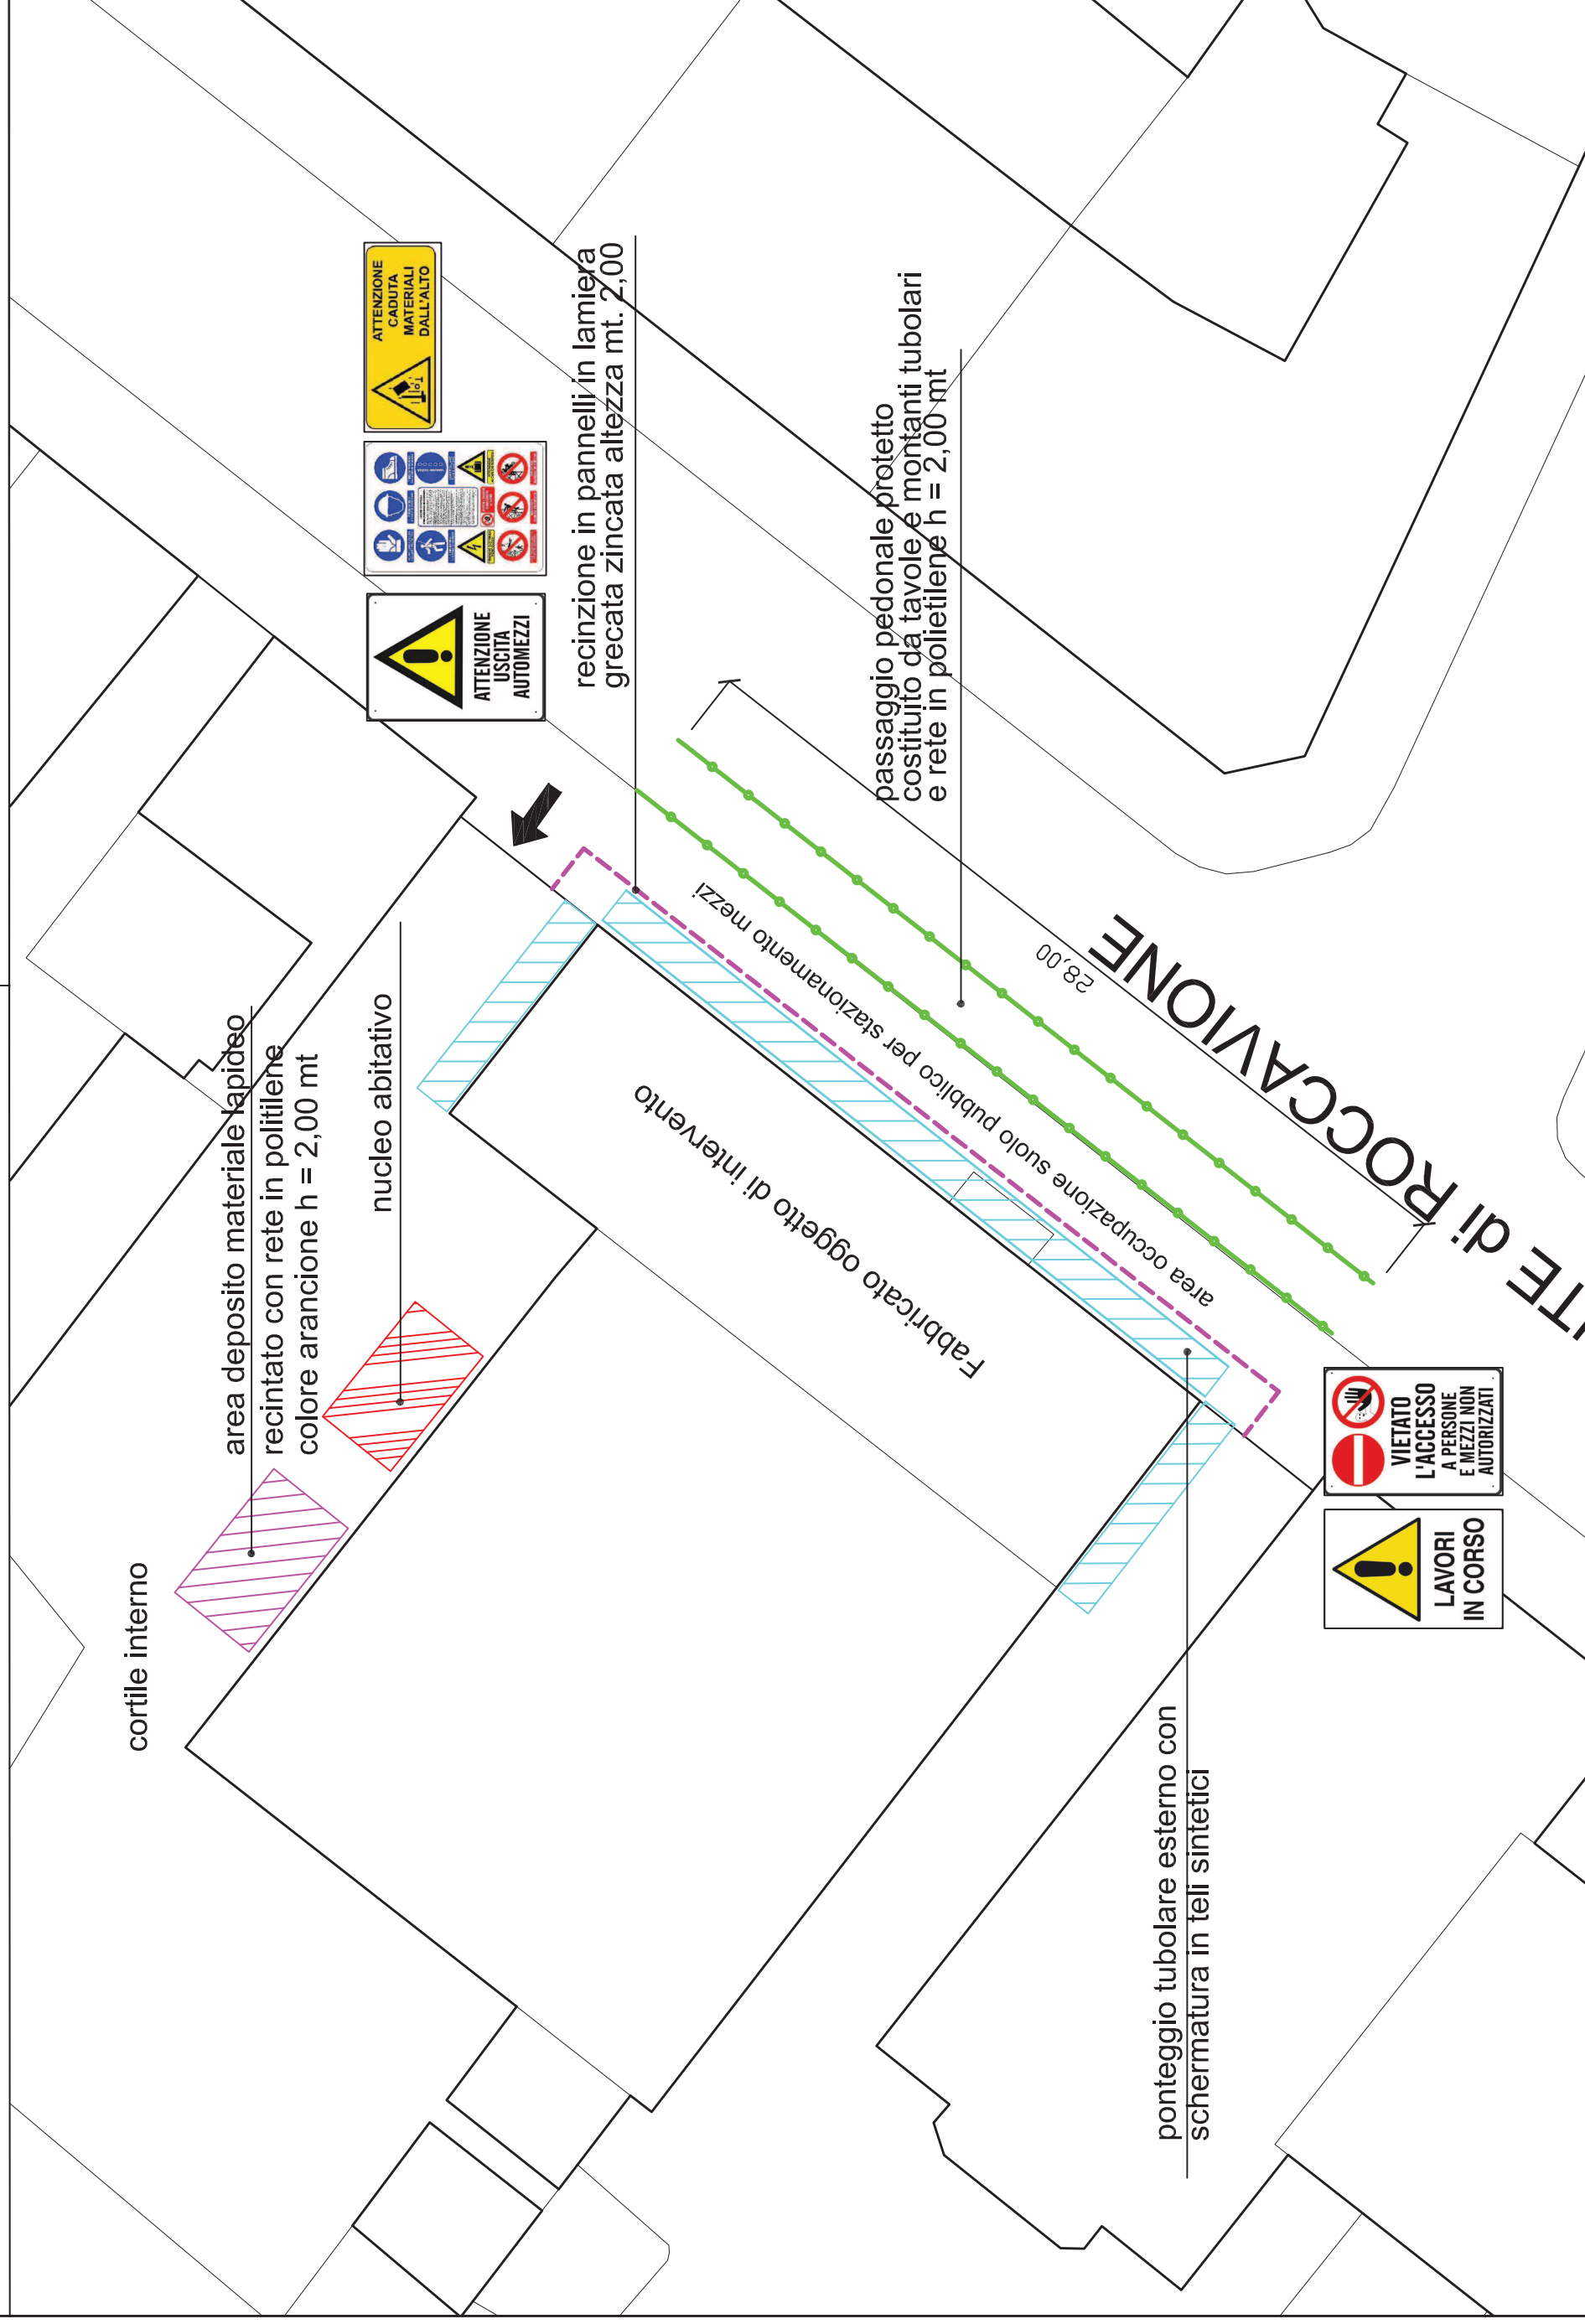 ATTENZIONE
CADUTA
MATERIALI
DALL'ALTO
ATTENZIONE
USCITA
AUTOMEZZI
recinzione in pannelli in lamiera
grecata zincata altezza mt. 2,00
passaggio pedonale protetto
costituito da tavole e montanti tubolari
e rete in polietilene h = 2,00 mt
area deposito materiale lapideo
recintato con rete in politilene
colore arancione h = 2,00 mt
nucleo abitativo
cortile interno
Fabbricato oggetto di intervento
area occupazione suolo pubblico per stazionamento mezzi
28,00
TE di ROCCAVIONE
ponteggio tubolare esterno con
schermatura in teli sintetici
VIETATO
L'ACCESSO
A PERSONE
E MEZZI NON
AUTORIZZATI
LAVORI
IN CORSO